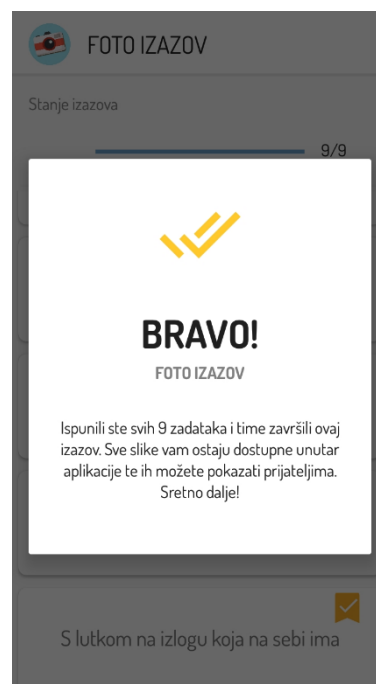 FOTO IZAZOV
Stanje izazova
9/9
BRAVO!
FOTO IZAZOV
Ispunili ste svih 9 zadataka i time završili ovaj
izazov. Sve slike vam ostaju dostupne unutar
aplikacije te ih možete pokazati prijateljima.
Sretno dalje!
S lutkom na izlogu koja na sebi ima